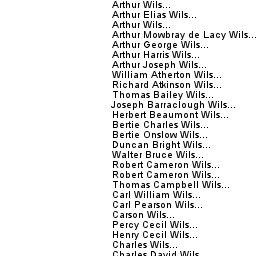 Arthur Wils...
Arthur Elias Wils...
Arthur Wils...
Arthur Mowbray de Lacy Wils...
Arthur George Wils...
Arthur Harris Wils...
Arthur Joseph Wils...
William Atherton Wils...
Richard Atkinson Wils...
Thomas Bailey Wils...
Joseph Barraclough Wils...
Herbert Beaumont Wils...
Bertie Charles Wils...
Bertie Onslow Wils...
Duncan Bright Wils...
Walter Bruce Wils...
Robert Cameron Wils...
Robert Cameron Wils...
Thomas Campbell Wils...
Carl William Wils...
Carl Pearson Wils...
Carson Wils...
Percy Cecil Wils...
Henry Cecil Wils...
Charles Wils...
Charles David Wils...